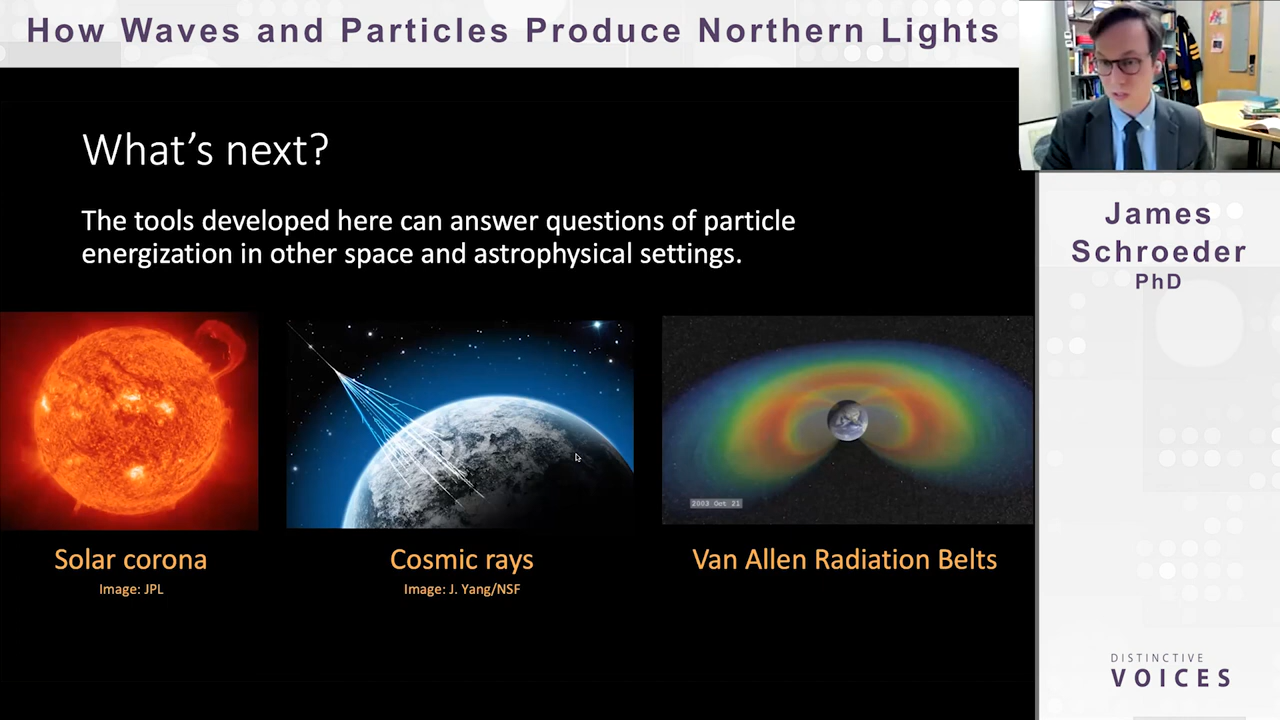 How Waves and Particles Produce Northern Lights
What's next?
The tools developed here can answer questions of particle
energization in other space and astrophysical settings.
2003 Oct 21
Solar corona
Image: JPL
Cosmic rays
Image: J. Yang/NSF
Van Allen Radiation Belts
James
Schroeder
PhD
DISTINCTIVE
VOICES